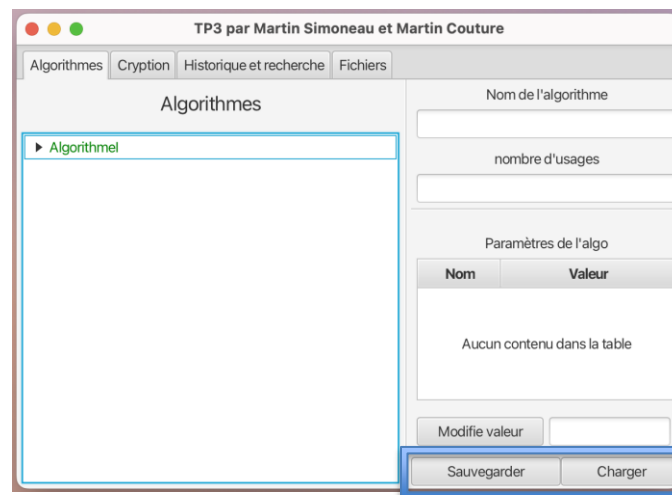 TP3 par Martin Simoneau et Martin Couture
Algorithmes Cryption Historique et recherche Fichiers
Algorithmes
Algorithmel
Nom de l'algorithme
nombre d'usages
Paramètres de l'algo
Nom Valeur
Aucun contenu dans la table
Modifie valeur
Sauvegarder Charger